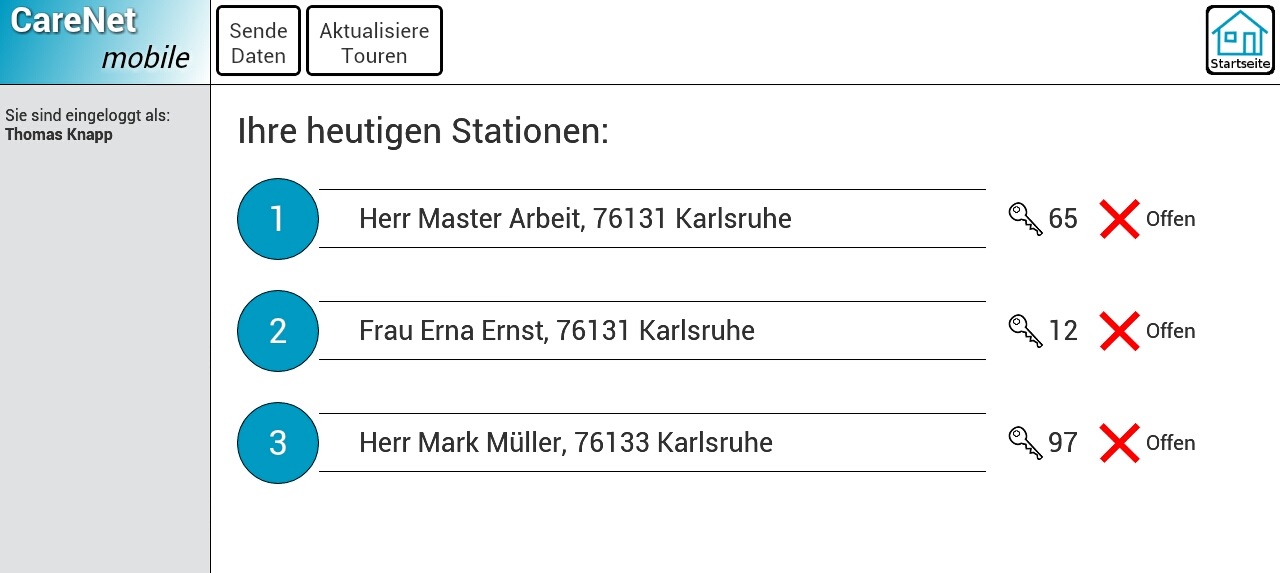 CareNet
mobile
Sende
Daten
Aktualisiere
Touren
Startseite
Sie sind eingeloggt als:
Thomas Knapp
Ihre heutigen Stationen:
1 Herr Master Arbeit, 76131 Karlsruhe 65 Offen
2 Frau Erna Ernst, 76131 Karlsruhe 12 Offen
3 Herr Mark Müller, 76133 Karlsruhe 97 Offen